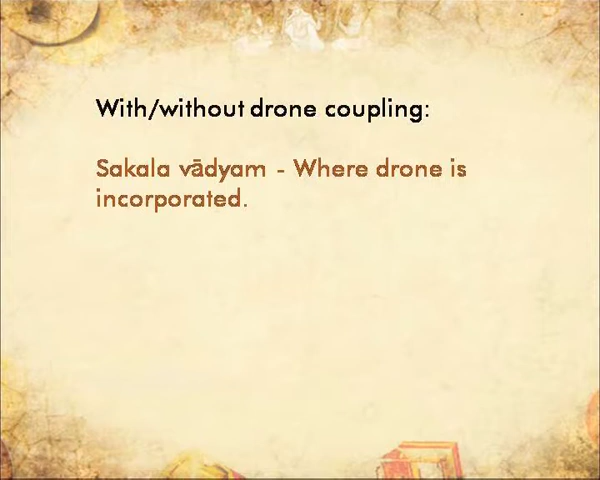 With/without drone coupling:
Sakala vādyam - Where drone is
incorporated.